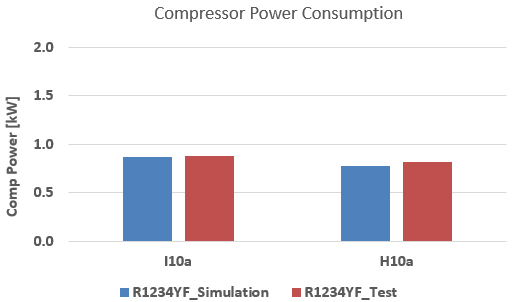 Compressor Power Consumption
Comp Power [kW]
2.0
1.5
1.0
0.5
0.0
I10a
H10a
R1234YF_Simulation
R1234YF_Test